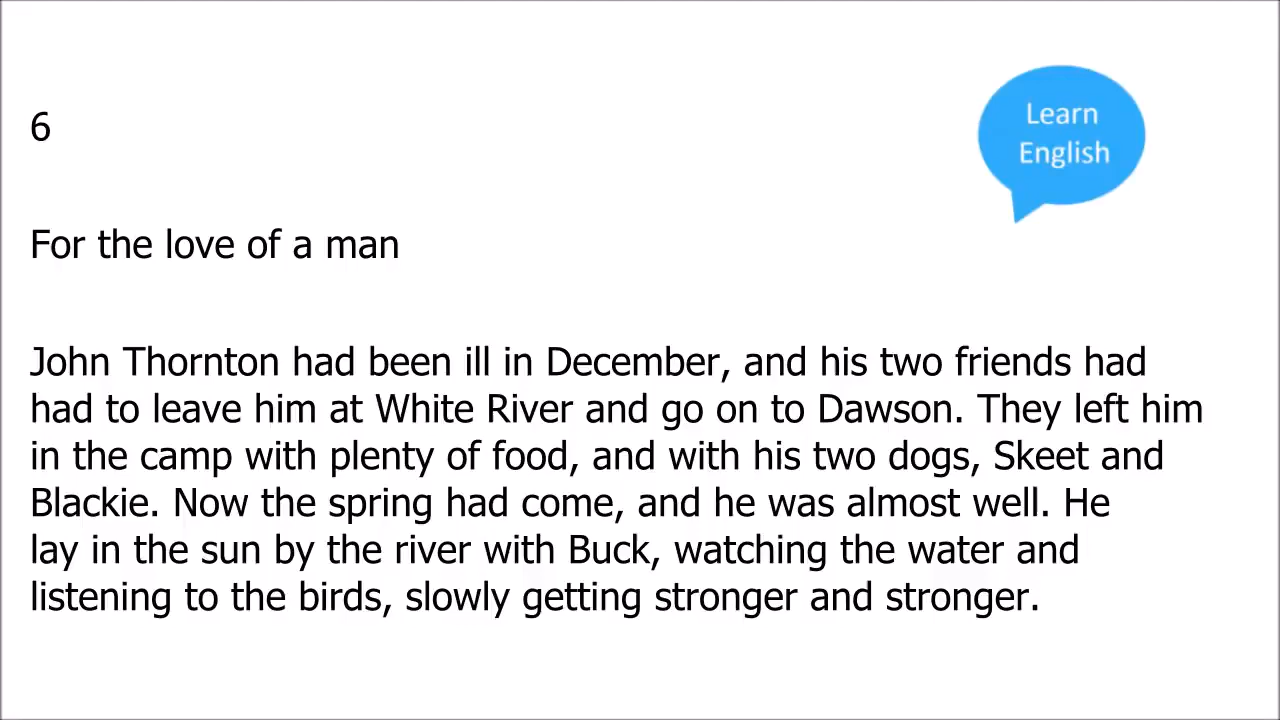 6
Learn
English
For the love of a man
John Thornton had been ill in December, and his two friends had
had to leave him at White River and go on to Dawson. They left him
in the camp with plenty of food, and with his two dogs, Skeet and
Blackie. Now the spring had come, and he was almost well. He
lay in the sun by the river with Buck, watching the water and
listening to the birds, slowly getting stronger and stronger.